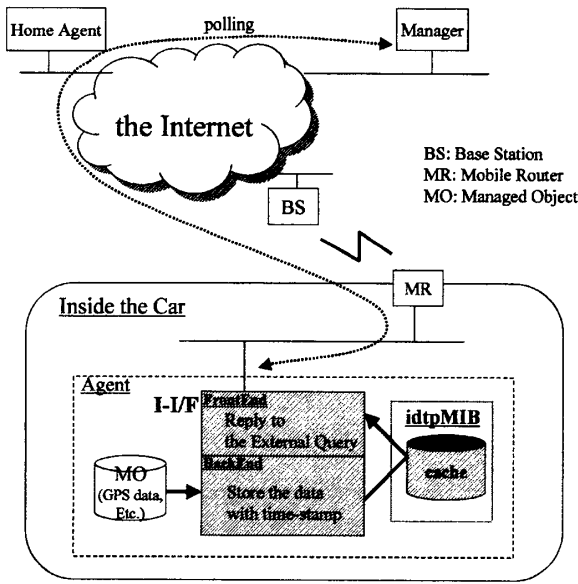 Home Agent
polling
Manager
the Internet
BS: Base Station
MR: Mobile Router
MO: Managed Object
BS
MR
Inside the Car
Agent
I-I/F
FrontEnd
Reply to
the External Query
idtpMIB
cache
BackEnd
MO
(GPS data,
Etc.)
Store the data
with time-stamp